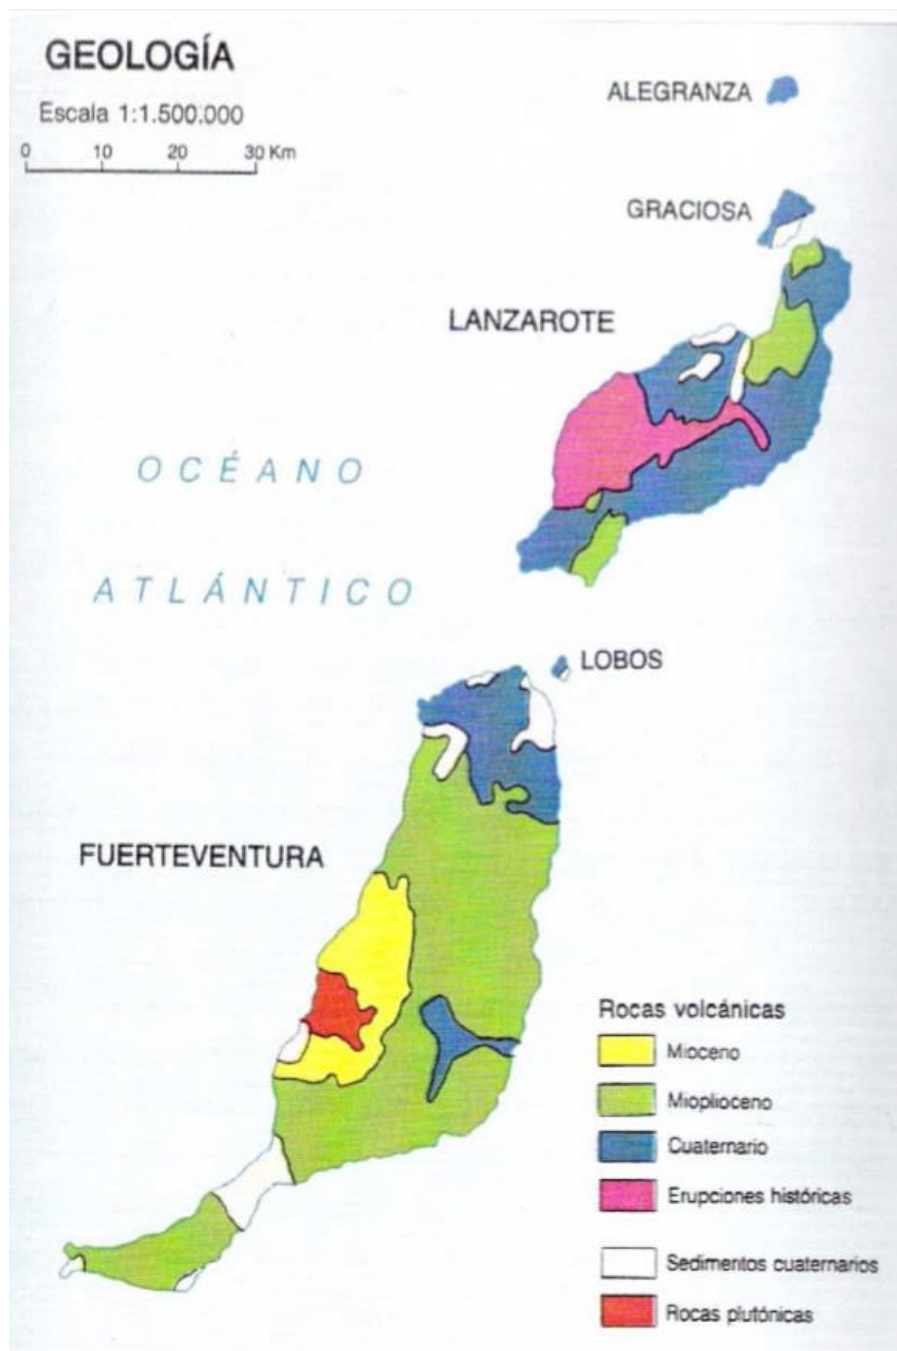 GEOLOGÍA
Escala 1:1.500.000
0 10 20 30 Km
ALEGRANZA
GRACIOSA
LANZAROTE
OCÉANO
ATLÁNTICO
LOBOS
FUERTEVENTURA
Rocas volcánicas
Mioceno
Mioplioceno
Cuaternario
Erupciones históricas
Sedimentos cuaternarios
Rocas plutónicas